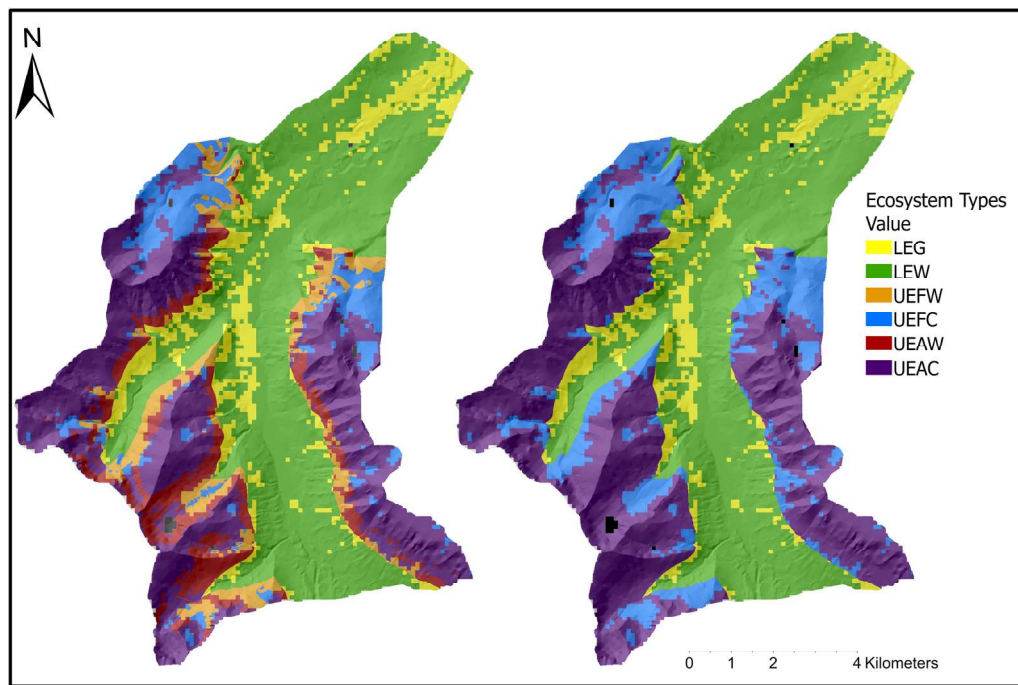 N
Ecosystem Types
Value
LEG
LEW
UEFW
UEFC
UEAW
UEAC
0 1 2 4 Kilometers